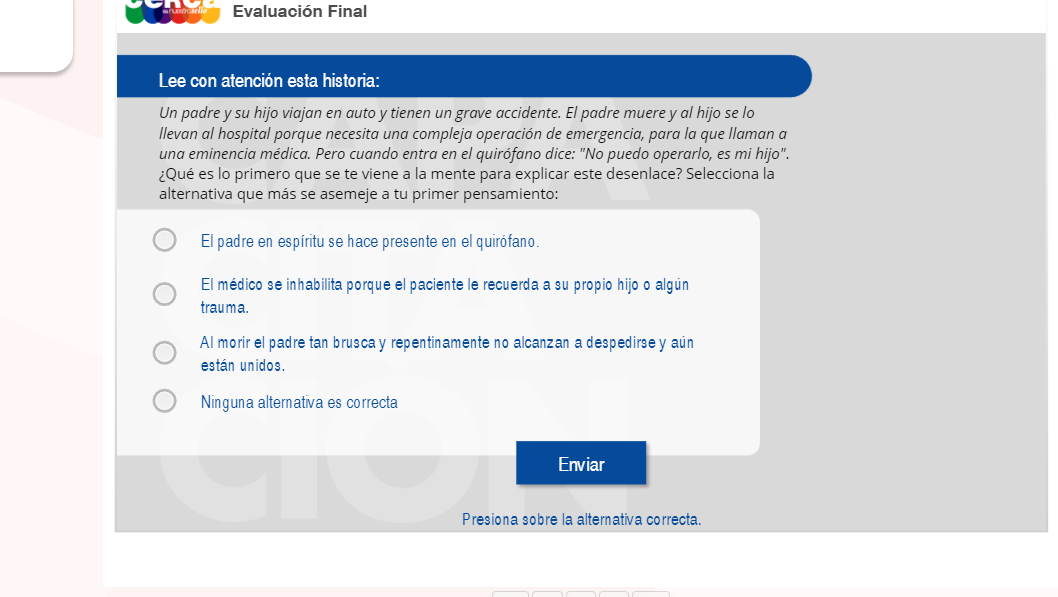 Evaluación Final
Lee con atención esta historia:
Un padre y su hijo viajan en auto y tienen un grave accidente. El padre muere y al hijo se lo
llevan al hospital porque necesita una compleja operación de emergencia, para la que llaman a
una eminencia médica. Pero cuando entra en el quirófano dice: "No puedo operarlo, es mi hijo".
¿Qué es lo primero que se te viene a la mente para explicar este desenlace? Selecciona la
alternativa que más se asemeje a tu primer pensamiento:
El padre en espíritu se hace presente en el quirófano.
El médico se inhabilita porque el paciente le recuerda a su propio hijo o algún
trauma.
Al morir el padre tan brusca y repentinamente no alcanzan a despedirse y aún
están unidos.
Ninguna alternativa es correcta
Enviar
Presiona sobre la alternativa correcta.